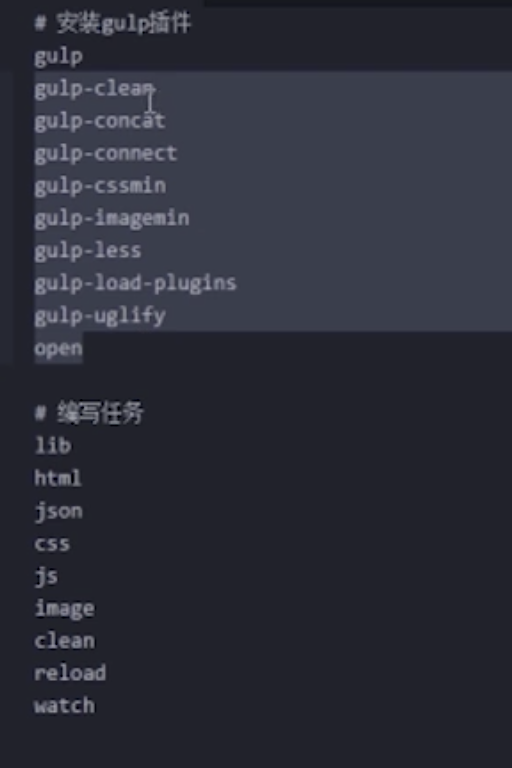 # 安装gulp插件
gulp
gulp-clean
gulp-concat
gulp-connect
gulp-cssmin
gulp-imagemin
gulp-less
gulp-load-plugins
gulp-uglify
open
# 编写任务
lib
html
json
css
js
image
clean
reload
watch